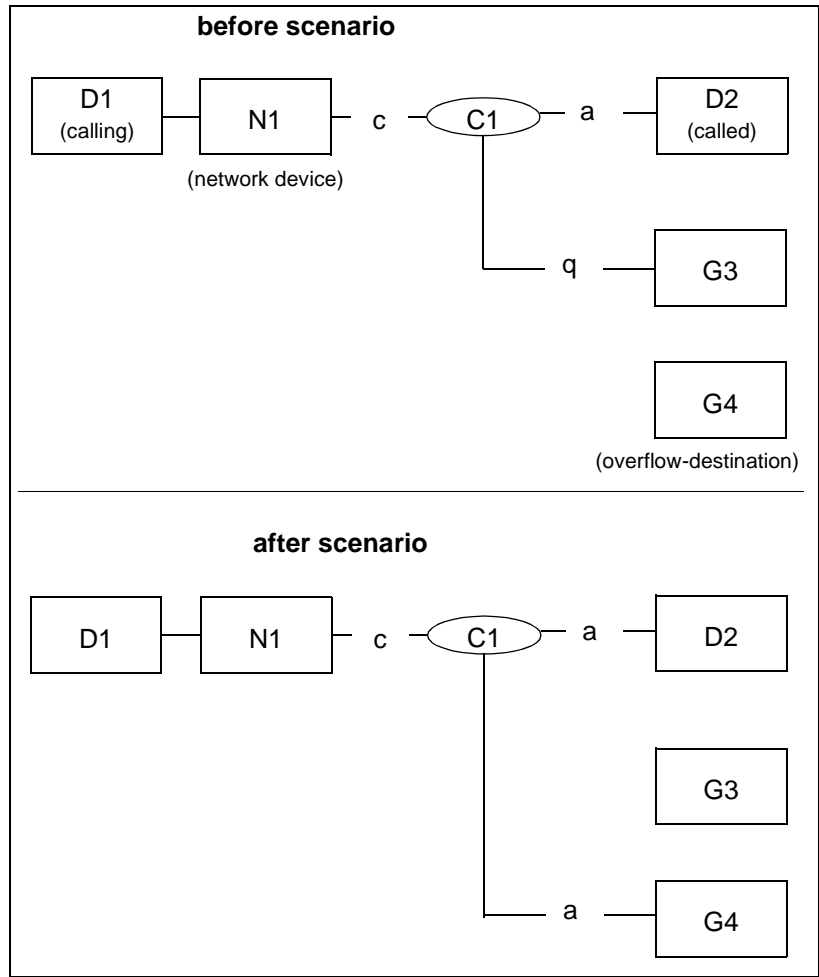 before scenario
D1
(calling)
N1
c
C1
a
D2
(called)
(network device)
q
G3
G4
(overflow-destination)
after scenario
D1
N1
c
C1
a
D2
G3
a
G4